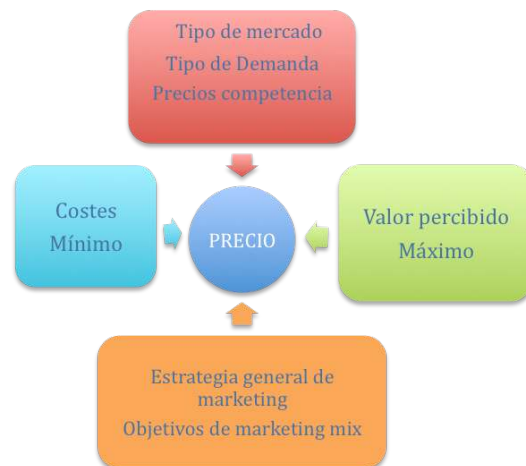 Tipo de mercado
Tipo de Demanda
Precios competencia
Costes
Mínimo
PRECIO
Valor percibido
Máximo
Estrategia general de
marketing
Objetivos de marketing mix